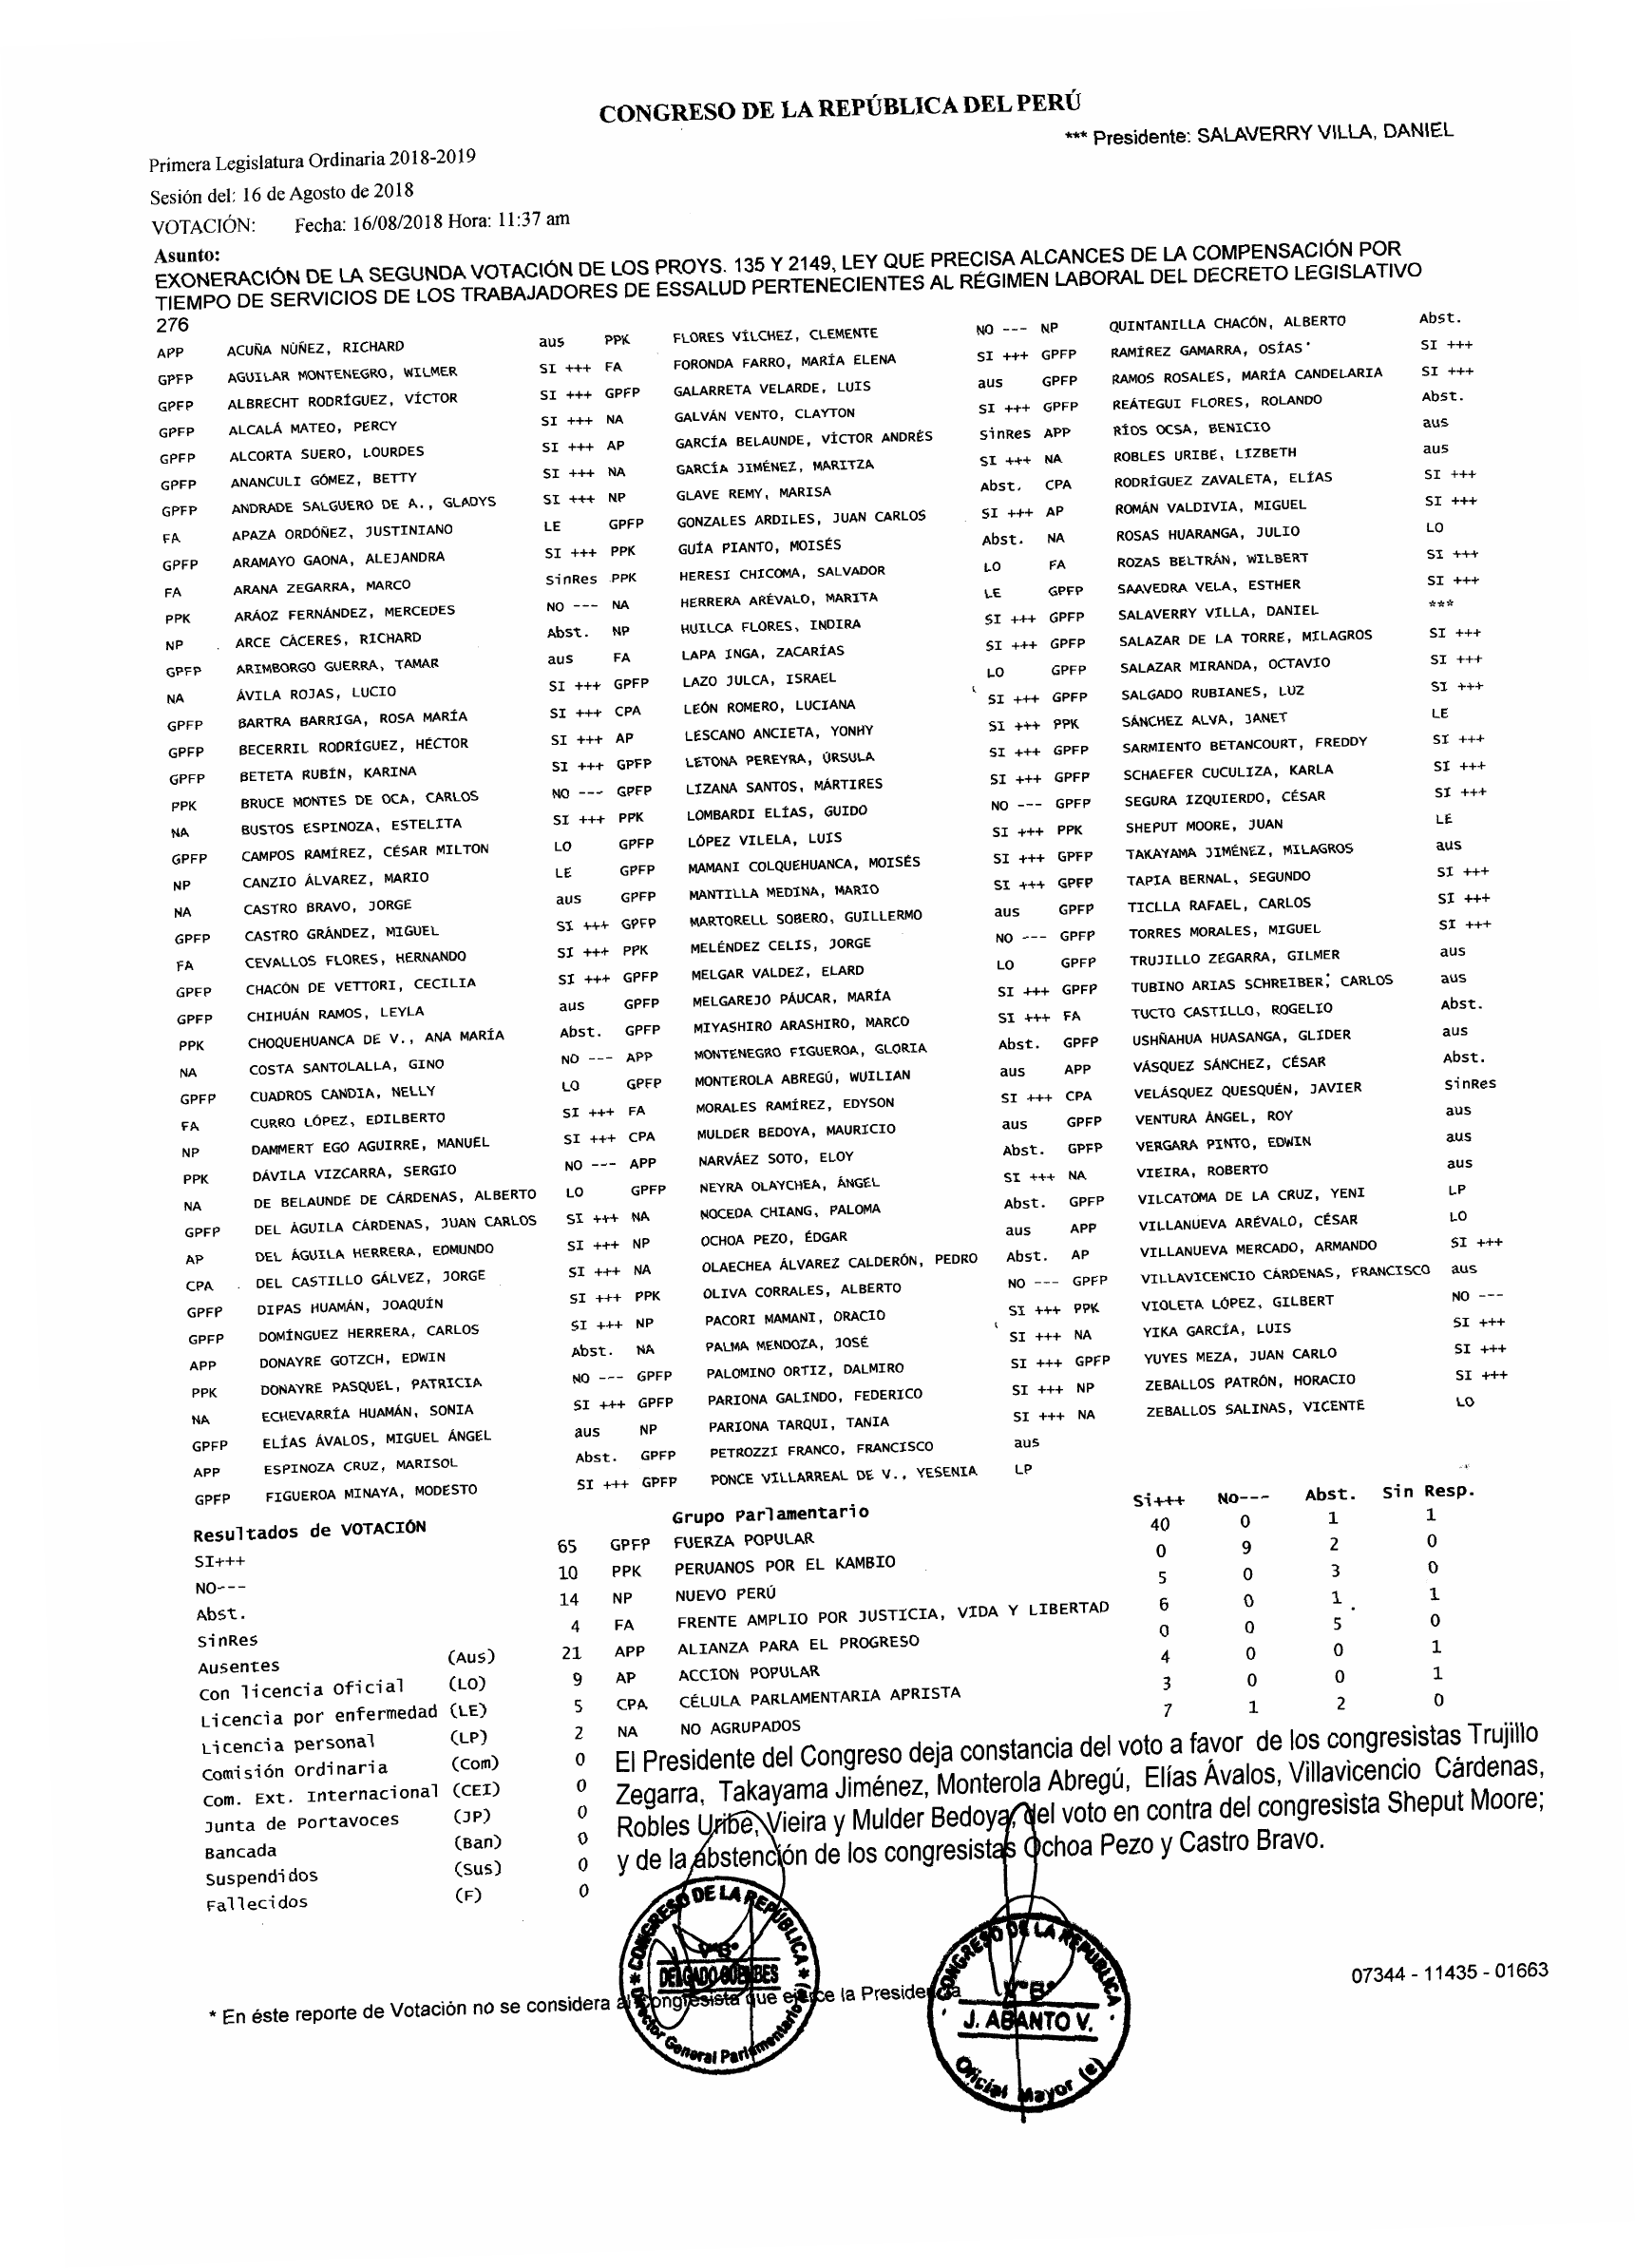 CONGRESO DE LA REPÚBLICA DEL PERÚ
*** Presidente: SALAVERRY VILLA, DANIEL
Primera Legislatura Ordinaria 2018-2019
Sesión del: 16 de Agosto de 2018
VOTACIÓN: Fecha: 16/08/2018 Hora: 11:37 am
Asunto:
EXONERACIÓN DE LA SEGUNDA VOTACIÓN DE LOS PROYS. 135 Y 2149, LEY QUE PRECISA ALCANCES DE LA COMPENSACIÓN POR
TIEMPO DE SERVICIOS DE LOS TRABAJADORES DE ESSALUD PERTENECIENTES AL RÉGIMEN LABORAL DEL DECRETO LEGISLATIVO
276
APP ACUÑA NÚÑEZ, RICHARD aus PPK FLORES VÍLCHEZ, CLEMENTE NO --- NP QUINTANILLA CHACÓN, ALBERTO Abst.
GPFP AGUILAR MONTENEGRO, WILMER SI +++ FA FORONDA FARRO, MARÍA ELENA SI +++ GPFP RAMÍREZ GAMARRA, OSÍAS SI +++
GPFP ALBRECHT RODRÍGUEZ, VÍCTOR SI +++ GPFP GALARRETA VELARDE, LUIS aus GPFP RAMOS ROSALES, MARÍA CANDELARIA SI +++
GPFP ALCALÁ MATEO, PERCY SI +++ NA GALVÁN VENTO, CLAYTON SI +++ GPFP REÁTEGUI FLORES, ROLANDO Abst.
GPFP ALCORTA SUERO, LOURDES SI +++ AP GARCÍA BELAUNDE, VÍCTOR ANDRÉS SinRes APP RÍOS OCSA, BENICIO aus
GPFP ANANCULI GÓMEZ, BETTY SI +++ NA GARCÍA JIMÉNEZ, MARITZA SI +++ NA ROBLES URIBE, LIZBETH aus
GPFP ANDRADE SALGUERO DE A., GLADYS SI +++ NP GLAVE REMY, MARISA Abst. CPA RODRÍGUEZ ZAVALETA, ELÍAS SI +++
FA APAZA ORDÓÑEZ, JUSTINIANO LE GPFP GONZALES ARDILES, JUAN CARLOS SI +++ AP ROMÁN VALDIVIA, MIGUEL SI +++
GPFP ARAMAYO GAONA, ALEJANDRA SI +++ PPK GUÍA PIANTO, MOISÉS Abst. NA ROSAS HUARANGA, JULIO LO
FA ARANA ZEGARRA, MARCO SinRes PPK HERESI CHICOMA, SALVADOR LO FA ROZAS BELTRÁN, WILBERT SI +++
PPK ARÁOZ FERNÁNDEZ, MERCEDES NO --- NA HERRERA ARÉVALO, MARITA LE GPFP SAAVEDRA VELA, ESTHER SI +++
NP ARCE CÁCERES, RICHARD Abst. NP HUILCA FLORES, INDIRA SI +++ GPFP SALAVERRY VILLA, DANIEL ***
GPFP ARIMBORGO GUERRA, TAMAR aus FA LAPA INGA, ZACARÍAS SI +++ GPFP SALAZAR DE LA TORRE, MILAGROS SI +++
NA ÁVILA ROJAS, LUCIO SI +++ GPFP LAZO JULCA, ISRAEL LO GPFP SALAZAR MIRANDA, OCTAVIO SI +++
GPFP BARTRA BARRIGA, ROSA MARÍA SI +++ CPA LEÓN ROMERO, LUCIANA SI +++ GPFP SALGADO RUBIANES, LUZ SI +++
GPFP BECERRIL RODRÍGUEZ, HÉCTOR SI +++ AP LESCANO ANCIETA, YONHY SI +++ PPK SÁNCHEZ ALVA, JANET LE
GPFP BETETA RUBÍN, KARINA SI +++ GPFP LETONA PEREYRA, ÚRSULA SI +++ GPFP SARMIENTO BETANCOURT, FREDDY SI +++
PPK BRUCE MONTES DE OCA, CARLOS NO --- GPFP LIZANA SANTOS, MÁRTIRES SI +++ GPFP SCHAEFER CUCULIZA, KARLA SI +++
NA BUSTOS ESPINOZA, ESTELITA SI +++ PPK LOMBARDI ELÍAS, GUIDO NO --- GPFP SEGURA IZQUIERDO, CÉSAR SI +++
GPFP CAMPOS RAMÍREZ, CÉSAR MILTON LO GPFP LÓPEZ VILELA, LUIS SI +++ PPK SHEPUT MOORE, JUAN LE
NP CANZIO ÁLVAREZ, MARIO LE GPFP MAMANI COLQUEHUANCA, MOISÉS SI +++ GPFP TAKAYAMA JIMÉNEZ, MILAGROS aus
NA CASTRO BRAVO, JORGE aus GPFP MANTILLA MEDINA, MARIO SI +++ GPFP TAPIA BERNAL, SEGUNDO SI +++
GPFP CASTRO GRÁNDEZ, MIGUEL SI +++ GPFP MARTORELL SOBERO, GUILLERMO aus GPFP TICLLA RAFAEL, CARLOS SI +++
FA CEVALLOS FLORES, HERNANDO SI +++ PPK MELÉNDEZ CELIS, JORGE NO --- GPFP TORRES MORALES, MIGUEL SI +++
GPFP CHACÓN DE VETTORI, CECILIA SI +++ GPFP MELGAR VALDEZ, ELARD LO GPFP TRUJILLO ZEGARRA, GILMER aus
GPFP CHIHUÁN RAMOS, LEYLA aus GPFP MELGAREJO PÁUCAR, MARÍA SI +++ GPFP TUBINO ARIAS SCHREIBER, CARLOS aus
PPK CHOQUEHUANCA DE V., ANA MARÍA Abst. GPFP MIYASHIRO ARASHIRO, MARCO SI +++ FA TUCTO CASTILLO, ROGELIO Abst.
NA COSTA SANTOLALLA, GINO NO --- APP MONTENEGRO FIGUEROA, GLORIA Abst. GPFP USHÑAHUA HUASANGA, GLIDER aus
GPFP CUADROS CANDIA, NELLY LO GPFP MONTEROLA ABREGÚ, WUILIAN aus APP VÁSQUEZ SÁNCHEZ, CÉSAR Abst.
FA CURRO LÓPEZ, EDILBERTO SI +++ FA MORALES RAMÍREZ, EDYSON SI +++ CPA VELÁSQUEZ QUESQUÉN, JAVIER SinRes
NP DAMMERT EGO AGUIRRE, MANUEL SI +++ CPA MULDER BEDOYA, MAURICIO aus GPFP VENTURA ÁNGEL, ROY aus
PPK DÁVILA VIZCARRA, SERGIO NO --- APP NARVÁEZ SOTO, ELOY Abst. GPFP VERGARA PINTO, EDWIN aus
NA DE BELAUNDE DE CÁRDENAS, ALBERTO LO GPFP NEYRA OLAYCHEA, ÁNGEL SI +++ NA VIEIRA, ROBERTO aus
GPFP DEL ÁGUILA CÁRDENAS, JUAN CARLOS SI +++ NA NOCEDA CHIANG, PALOMA Abst. GPFP VILCATOMA DE LA CRUZ, YENI LP
AP DEL ÁGUILA HERRERA, EDMUNDO SI +++ NP OCHOA PEZO, ÉDGAR aus APP VILLANUEVA ARÉVALO, CÉSAR LO
CPA DEL CASTILLO GÁLVEZ, JORGE SI +++ NA OLAECHEA ÁLVAREZ CALDERÓN, PEDRO Abst. AP VILLANUEVA MERCADO, ARMANDO SI +++
GPFP DIPAS HUAMÁN, JOAQUÍN SI +++ PPK OLIVA CORRALES, ALBERTO NO --- GPFP VILLAVICENCIO CÁRDENAS, FRANCISCO aus
GPFP DOMÍNGUEZ HERRERA, CARLOS SI +++ NP PACORI MAMANI, ORACIO SI +++ PPK VIOLETA LÓPEZ, GILBERT NO ---
APP DONAYRE GOTZCH, EDWIN Abst. NA PALMA MENDOZA, JOSÉ SI +++ NA YIKA GARCÍA, LUIS SI +++
PPK DONAYRE PASQUEL, PATRICIA NO --- GPFP PALOMINO ORTIZ, DALMIRO SI +++ GPFP YUYES MEZA, JUAN CARLO SI +++
NA ECHEVARRÍA HUAMÁN, SONIA SI +++ GPFP PARIONA GALINDO, FEDERICO SI +++ NP ZEBALLOS PATRÓN, HORACIO SI +++
GPFP ELÍAS ÁVALOS, MIGUEL ÁNGEL aus NP PARIONA TARQUI, TANIA SI +++ NA ZEBALLOS SALINAS, VICENTE LO
APP ESPINOZA CRUZ, MARISOL Abst. GPFP PETROZZI FRANCO, FRANCISCO aus
GPFP FIGUEROA MINAYA, MODESTO SI +++ GPFP PONCE VILLARREAL DE V., YESENIA LP
Resultados de VOTACIÓN Grupo Parlamentario Si+++ No--- Abst. Sin Resp.
SI+++ 65 GPFP FUERZA POPULAR 40 0 1 1
NO--- 10 PPK PERUANOS POR EL KAMBIO 0 9 2 0
Abst. 14 NP NUEVO PERÚ 5 0 3 0
SinRes 4 FA FRENTE AMPLIO POR JUSTICIA, VIDA Y LIBERTAD 6 0 1 1
Ausentes (Aus) 21 APP ALIANZA PARA EL PROGRESO 0 0 5 0
Con licencia Oficial (LO) 9 AP ACCION POPULAR 4 0 0 1
Licencia por enfermedad (LE) 5 CPA CÉLULA PARLAMENTARIA APRISTA 3 0 0 1
Licencia personal (LP) 2 NA NO AGRUPADOS 7 1 2 0
Comisión Ordinaria (Com) 0
Com. Ext. Internacional (CEI) 0
Junta de Portavoces (JP) 0
Bancada (Ban) 0
Suspendidos (Sus) 0
Fallecidos (F) 0
El Presidente del Congreso deja constancia del voto a favor de los congresistas Trujillo
Zegarra, Takayama Jiménez, Monterola Abregú, Elías Ávalos, Villavicencio Cárdenas,
Robles Uribe, Vieira y Mulder Bedoya, del voto en contra del congresista Sheput Moore;
y de la abstención de los congresistas Ochoa Pezo y Castro Bravo.
* CONGRESO DE LA REPÚBLICA *
VºBº
Director General Parlamentario (e)
CONGRESO DE LA REPUBLICA
VºBº
J. ABANTO V.
Oficial Mayor (e)
07344 - 11435 - 01663
* En éste reporte de Votación no se considera al congresista que ejerce la Presidencia